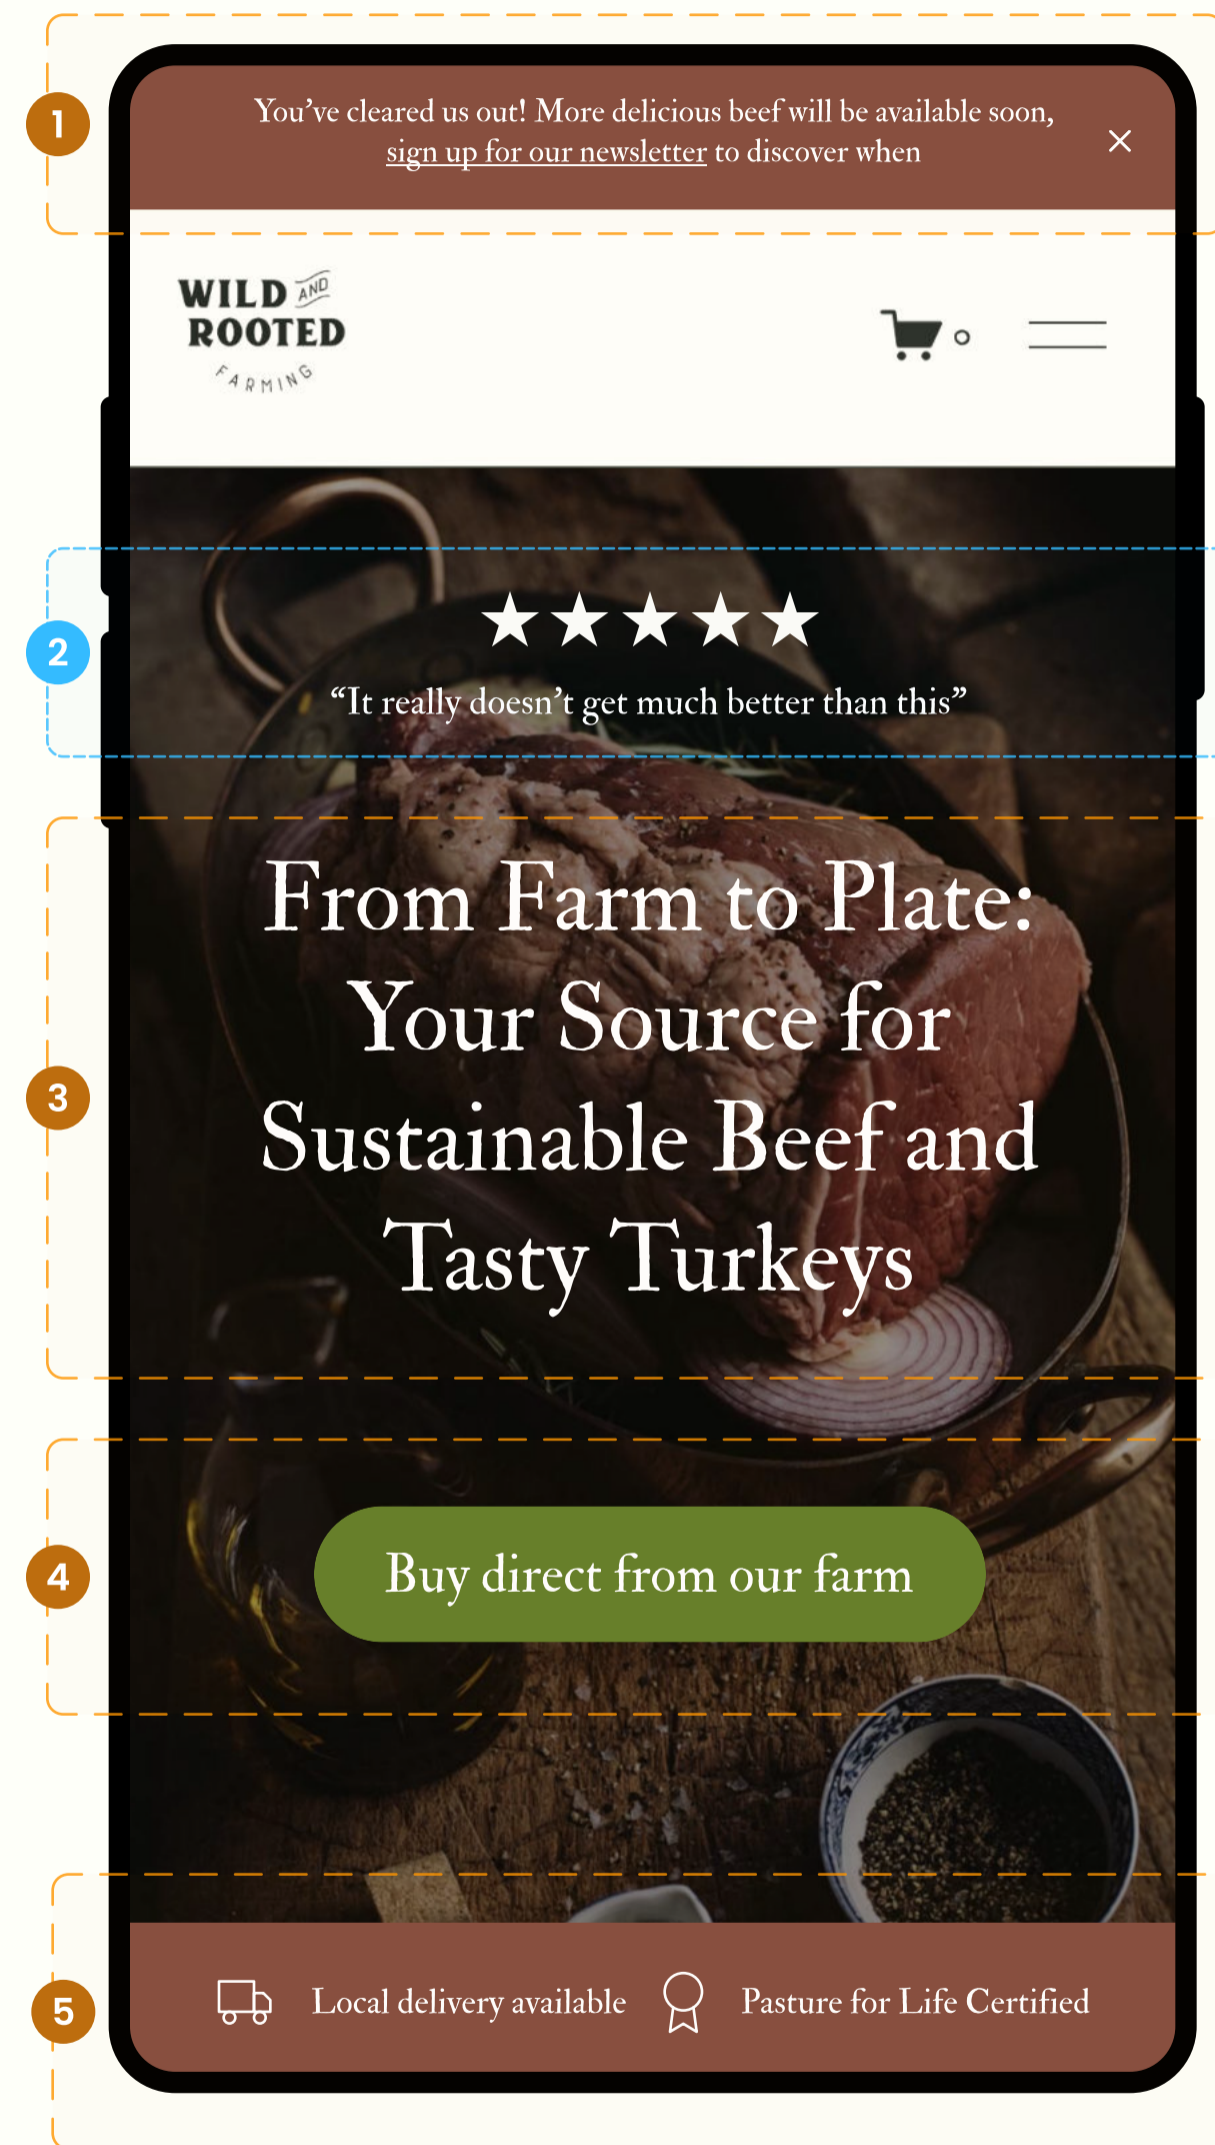 1
You’ve cleared us out! More delicious beef will be available soon,
sign up for our newsletter to discover when
WILD AND
ROOTED
FARMING
0
2
“It really doesn’t get much better than this”
3
From Farm to Plate:
Your Source for
Sustainable Beef and
Tasty Turkeys
4
Buy direct from our farm
5
Local delivery available
Pasture for Life Certified